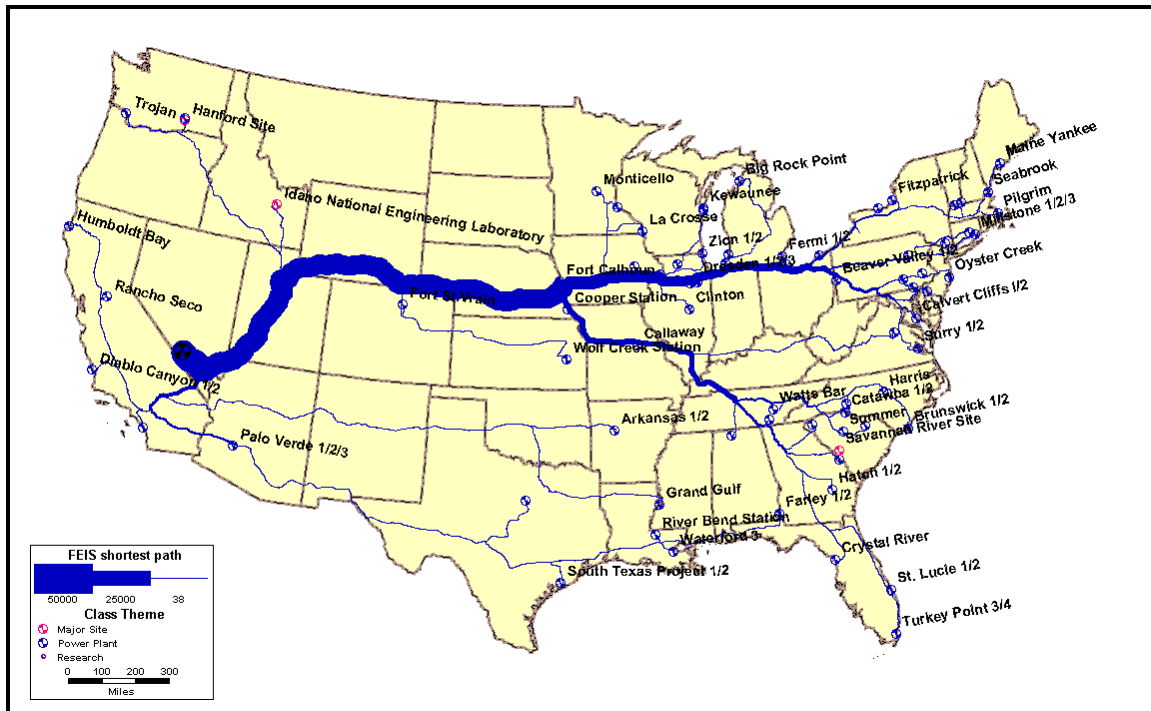 Trojan
Hanford Site
Maine Yankee
Big Rock Point
Fitzpatrick
Seabrook
Monticello
Kewaunee
Pilgrim
Idaho National Engineering Laboratory
La Crosse
Millstone 1/2/3
Humboldt Bay
Zion 1/2
Fermi 1/2
Fort Calhoun
Dresden 1/2/3
Beaver Valley 1/2
Oyster Creek
Rancho Seco
Fort St Vrain
Cooper Station
Clinton
Calvert Cliffs 1/2
Callaway
Surry 1/2
Wolf Creek Station
Diablo Canyon 1/2
Harris
Watts Bar
Catawba 1/2
Arkansas 1/2
Summer
Brunswick 1/2
Savannah River Site
Palo Verde 1/2/3
Hatch 1/2
Grand Gulf
Farley 1/2
River Bend Station
Waterford 3
Crystal River
South Texas Project 1/2
St. Lucie 1/2
Turkey Point 3/4
FEIS shortest path
50000 25000 38
Class Theme
Major Site
Power Plant
Research
0 100 200 300
Miles